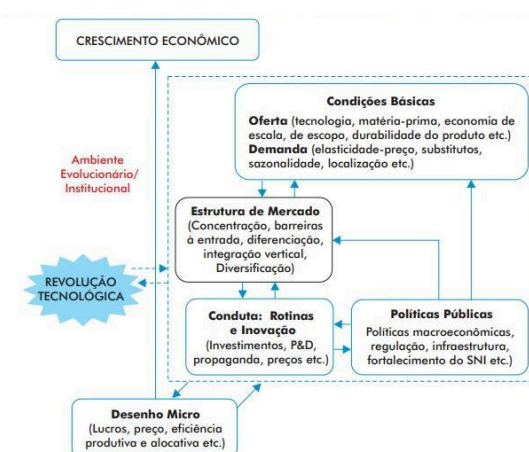 CRESCIMENTO ECONÔMICO
Condições Básicas
Oferta (tecnologia, matéria-prima, economia de
escala, de escopo, durabilidade do produto etc.)
Demanda (elasticidade-preço, substitutos,
sazonalidade, localização etc.)
Ambiente
Evolucionário/
Institucional
Estrutura de Mercado
(Concentração, barreiras
à entrada, diferenciação,
integração vertical,
Diversificação)
REVOLUÇÃO
TECNOLÓGICA
Conduta: Rotinas
e Inovação
(Investimentos, P&D,
propaganda, preços etc.)
Políticas Públicas
Políticas macroeconômicas,
regulação, infraestrutura,
fortalecimento do SNI etc.)
Desenho Micro
(Lucros, preço, eficiência
produtiva e alocativa etc.)